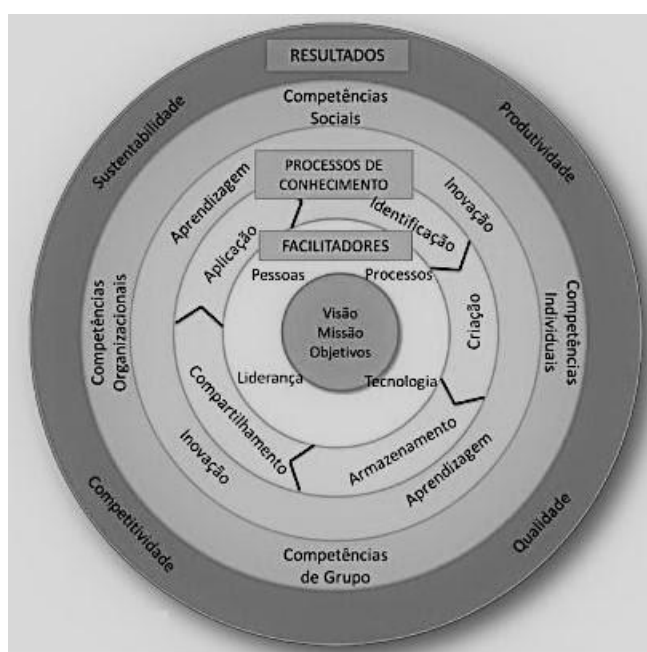 RESULTADOS
Sustentabilidade
Produtividade
Competências
Sociais
Aprendizagem
PROCESSOS DE
CONHECIMENTO
Inovação
Aplicação
Identificação
FACILITADORES
Pessoas
Processos
Visão
Missão
Objetivos
Competências
Organizacionais
Criação
Competências
Individuais
Liderança
Tecnologia
Compartilhamento
Armazenamento
Inovação
Aprendizagem
Competitividade
Qualidade
Competências
de Grupo